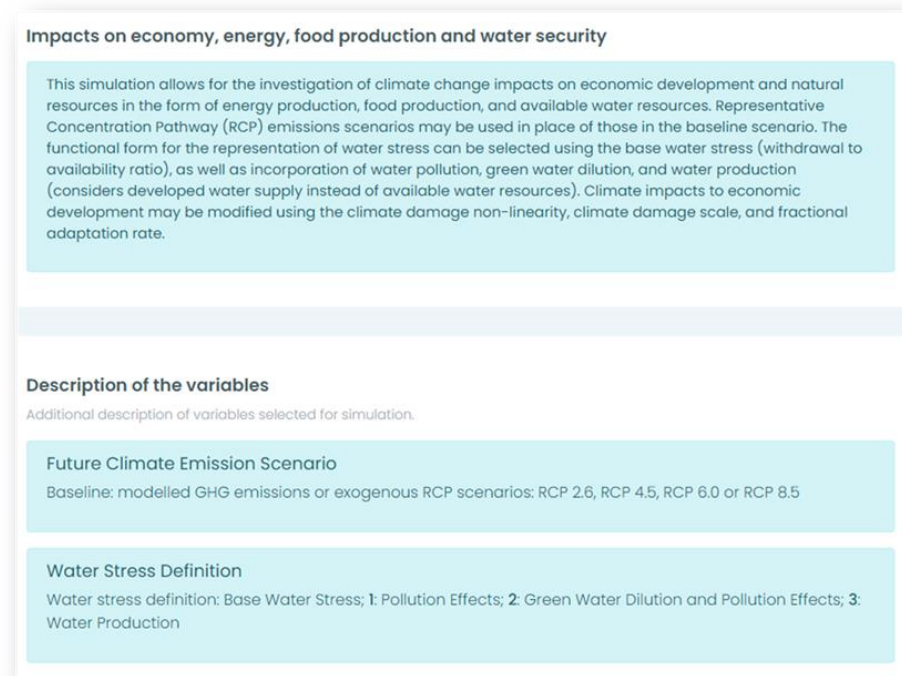 Impacts on economy, energy, food production and water security
This simulation allows for the investigation of climate change impacts on economic development and natural
resources in the form of energy production, food production, and available water resources. Representative
Concentration Pathway (RCP) emissions scenarios may be used in place of those in the baseline scenario. The
functional form for the representation of water stress can be selected using the base water stress (withdrawal to
availability ratio), as well as incorporation of water pollution, green water dilution, and water production
(considers developed water supply instead of available water resources). Climate impacts to economic
development may be modified using the climate damage non-linearity, climate damage scale, and fractional
adaptation rate.
Description of the variables
Additional description of variables selected for simulation.
Future Climate Emission Scenario
Baseline: modelled GHG emissions or exogenous RCP scenarios: RCP 2.6, RCP 4.5, RCP 6.0 or RCP 8.5
Water Stress Definition
Water stress definition: Base Water Stress; 1: Pollution Effects; 2: Green Water Dilution and Pollution Effects; 3:
Water Production